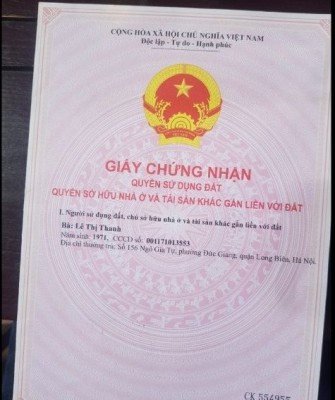 CỘNG HÒA XÃ HỘI CHỦ NGHĨA VIỆT NAM
Độc lập - Tự do - Hạnh phúc
GIẤY CHỨNG NHẬN
QUYỀN SỬ DỤNG ĐẤT
QUYỀN SỞ HỮU NHÀ Ở VÀ TÀI SẢN KHÁC GẮN LIỀN VỚI ĐẤT
I. Người sử dụng đất, chủ sở hữu nhà ở và tài sản khác gắn liền với đất
Bà: Lê Thị Thanh
Năm sinh: 1971, CCCD số: 001171013553
Địa chỉ thường trú: Số 156 Ngô Gia Tự, phường Đức Giang, quận Long Biên, Hà Nội.
CK 554955